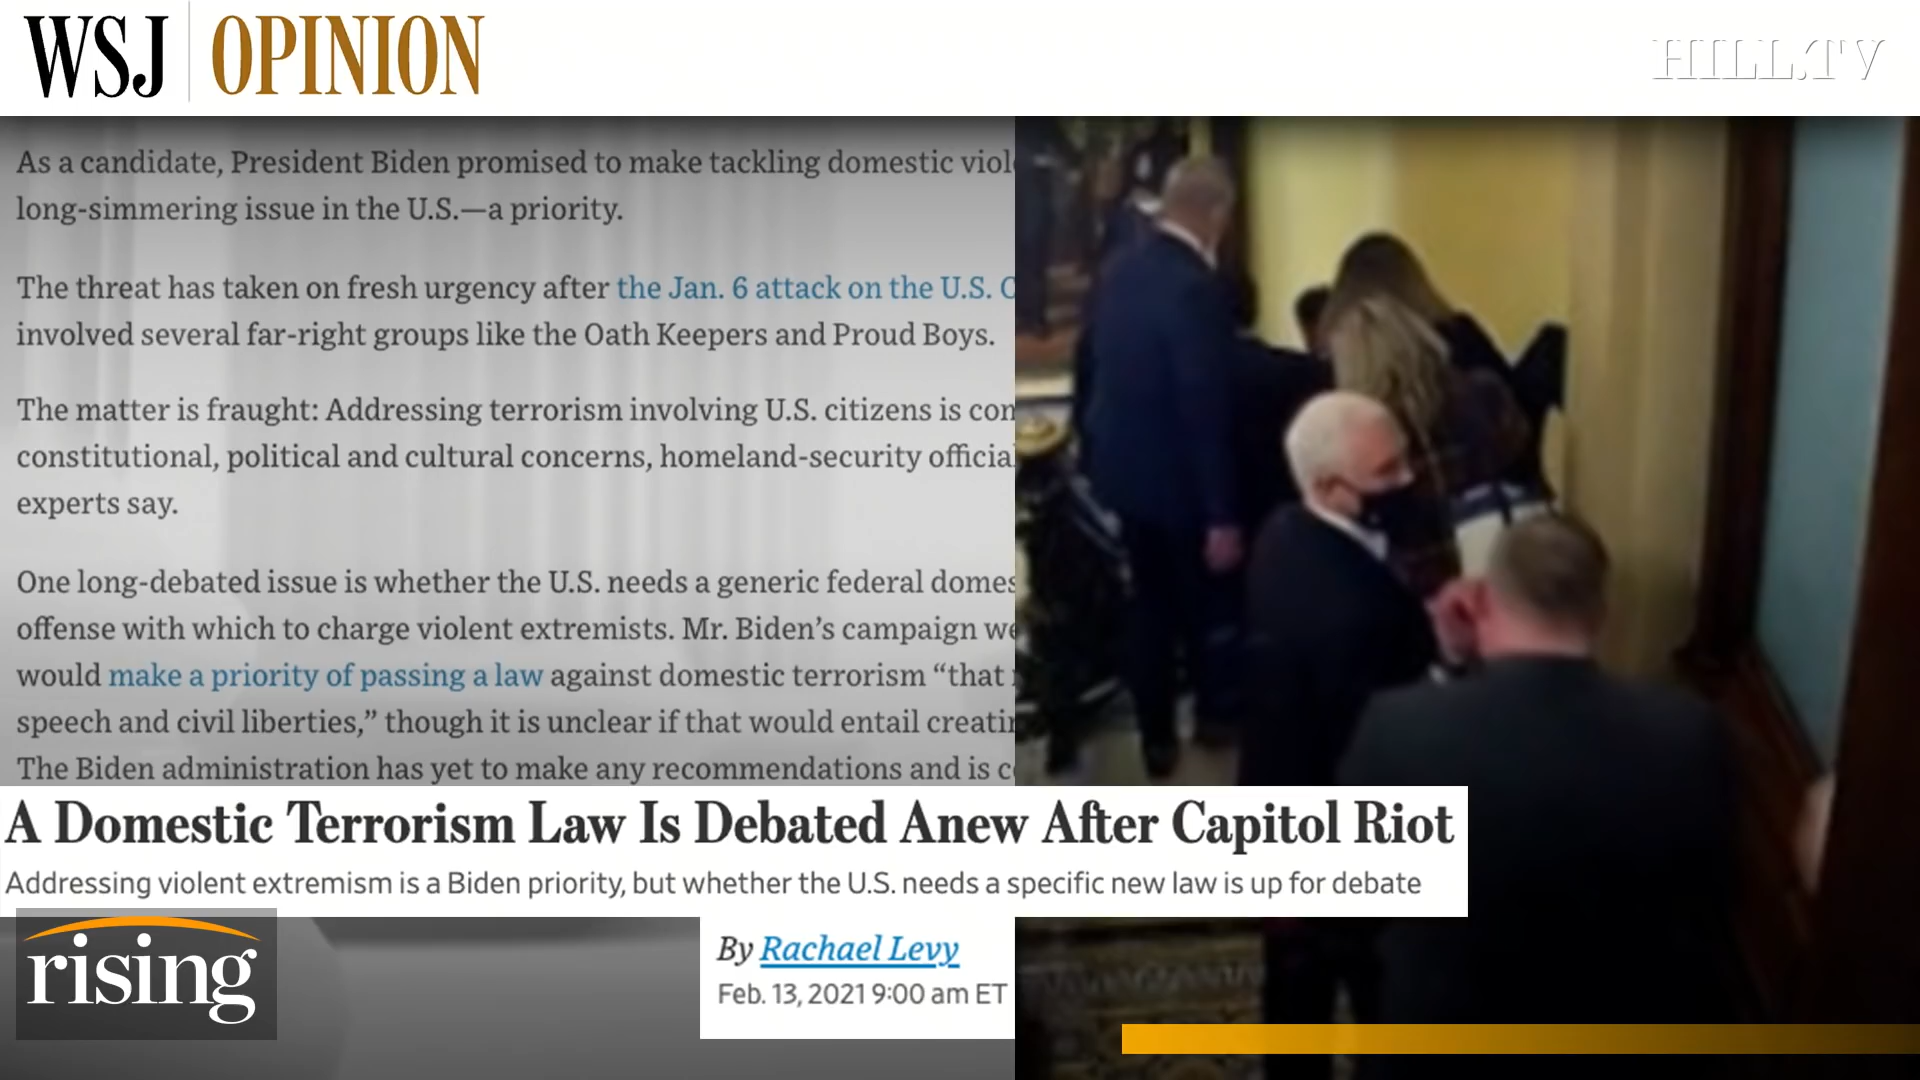 WSJ OPINION
HILL.TV
As a candidate, President Biden promised to make tackling domestic
long-simmering issue in the U.S.—a priority.
The threat has taken on fresh urgency after the Jan. 6 attack on the U.S.
involved several far-right groups like the Oath Keepers and Proud Boys.
The matter is fraught: Addressing terrorism involving U.S. citizens is
constitutional, political and cultural concerns, homeland-security
experts say.
One long-debated issue is whether the U.S. needs a generic federal
offense with which to charge violent extremists. Mr. Biden’s campaign
would make a priority of passing a law against domestic terrorism “that
speech and civil liberties,” though it is unclear if that would entail
The Biden administration has yet to make any recommendations and is
A Domestic Terrorism Law Is Debated Anew After Capitol Riot
Addressing violent extremism is a Biden priority, but whether the U.S. needs a specific new law is up for debate
rising
By Rachael Levy
Feb. 13, 2021 9:00 am ET